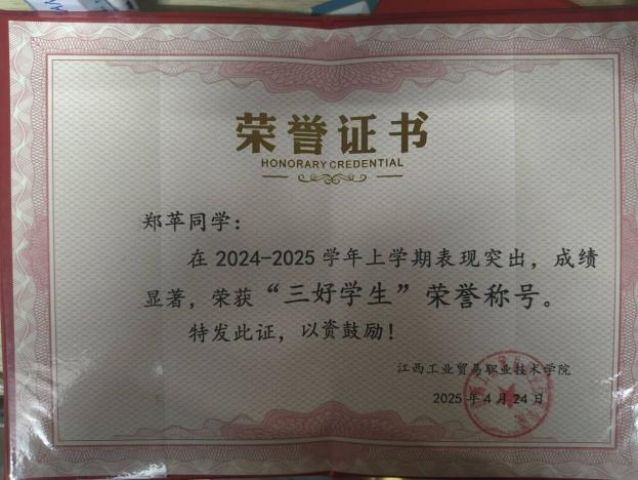 荣誉证书
HONORARY CREDENTIAL
郑苹同学：
在2024-2025学年上学期表现突出，成绩
显著，荣获“三好学生”荣誉称号。
特发此证，以资鼓励！
江西工业贸易职业技术学院
2025年4月24日